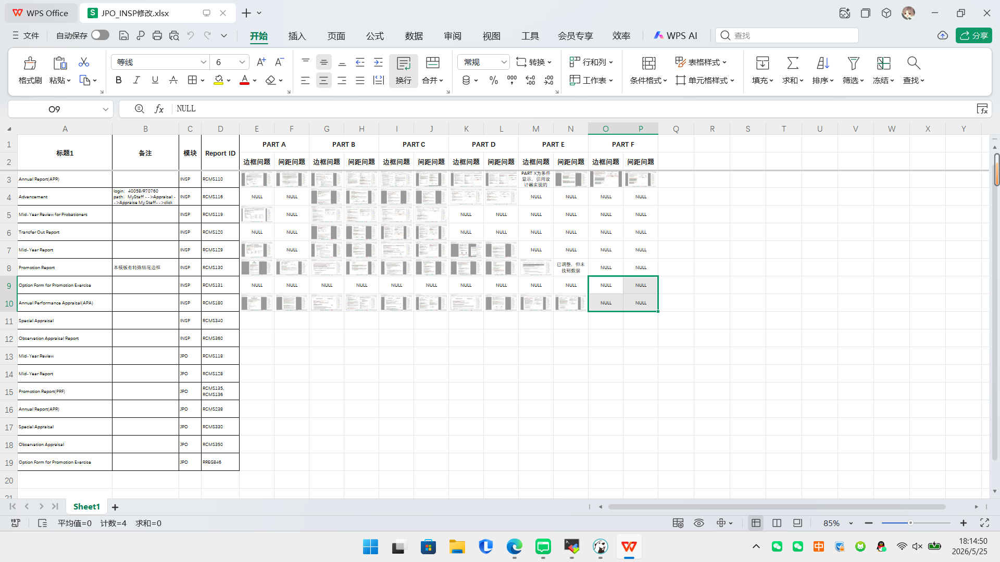 WPS Office
JPO_INSP修改.xlsx
文件
自动保存
开始
插入
页面
公式
数据
审阅
视图
工具
会员专享
效率
WPS AI
查找
分享
格式刷
粘贴
等线
6
换行
合并
常规
转换
行和列
工作表
条件格式
表格样式
单元格样式
填充
求和
排序
筛选
冻结
查找
O9
NULL
A B C D E F G H I J K L M N O P Q R S T U V W X Y
1 标题1 备注 模块 Report ID PART A PART B PART C PART D PART E PART F
2 边框问题 间距问题 边框问题 间距问题 边框问题 间距问题 边框问题 间距问题 边框问题 间距问题 边框问题 间距问题
3 Annual Report(APR) INSP RCMS110 PART X为条件显示，引用设计器实现的
4 Advancement login: 40058/R70760 path: MyStaff-->Appraisal-->Appraise My Staff-->click INSP RCMS116 NULL NULL NULL NULL NULL NULL
5 Mid-Year Review for Probationers INSP RCMS119 NULL NULL NULL NULL NULL NULL NULL
6 Transfer Out Report INSP RCMS120 NULL NULL NULL NULL NULL NULL NULL NULL
7 Mid-Year Report INSP RCMS129 NULL NULL NULL NULL NULL
8 Promotion Report 本模板有特殊结尾边框 INSP RCMS130 已调整，但未找到数据 NULL NULL
9 Option Form for Promotion Exercise INSP RCMS131 NULL NULL NULL NULL NULL NULL NULL NULL NULL NULL NULL NULL
10 Annual Performance Appraisal(APA) INSP RCMS180 NULL NULL
11 Special Appraisal INSP RCMS340
12 Observation Appraisal Report INSP RCMS360
13 Mid-Year Review JPO RCMS118
14 Mid-Year Report JPO RCMS128
15 Promotion Report(PRF) JPO RCMS135, RCMS136
16 Annual Report(APR) JPO RCMS238
17 Special Appraisal JPO RCMS330
18 Observation Appraisal JPO RCMS350
19 Option Form for Promotion Exercise JPO RREG846
20
21
Sheet1
平均值=0 计数=4 求和=0
85%
中
18:14:50
2026/5/25